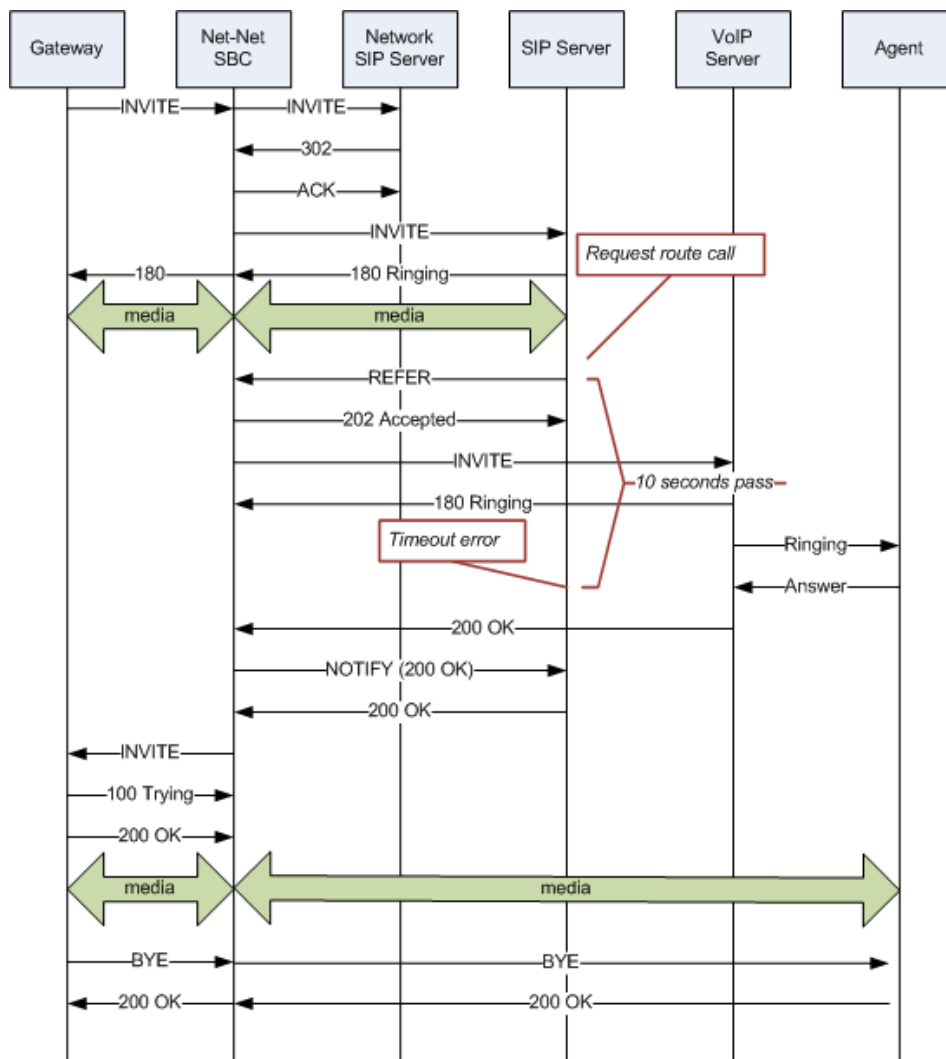 Gateway
Net-Net
SBC
Network
SIP Server
SIP Server
VoIP
Server
Agent
INVITE
INVITE
302
ACK
INVITE
Request route call
180
180 Ringing
media
media
REFER
202 Accepted
INVITE
10 seconds pass
180 Ringing
Timeout error
Ringing
Answer
200 OK
NOTIFY (200 OK)
200 OK
INVITE
100 Trying
200 OK
media
media
BYE
BYE
200 OK
200 OK